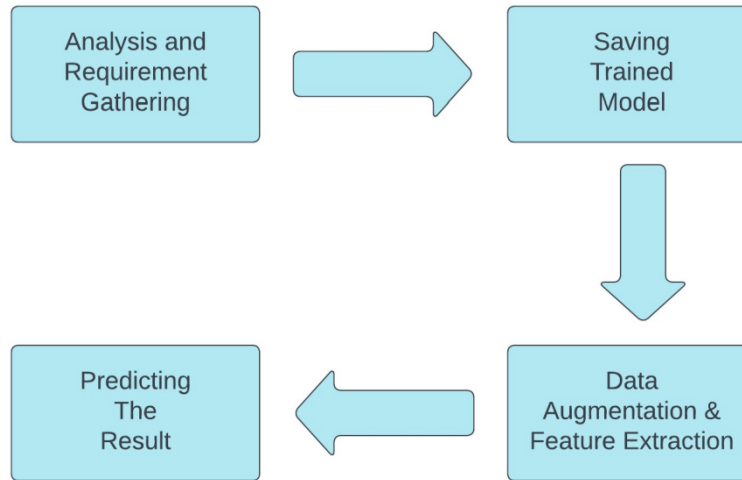 Analysis and
Requirement
Gathering
Saving
Trained
Model
Data
Augmentation &
Feature Extraction
Predicting
The
Result